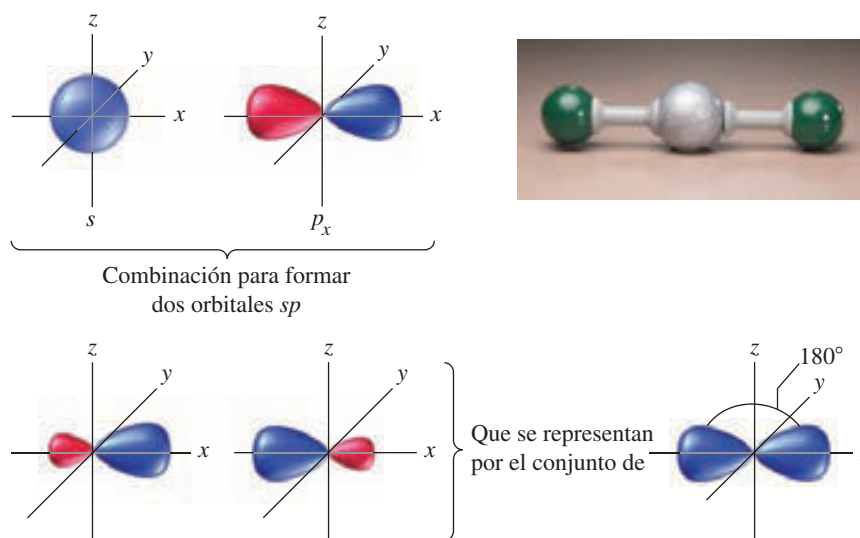 z
y
x
s
z
y
x
p_x
Combinación para formar
dos orbitales sp
z
y
x
z
y
x
Que se representan
por el conjunto de
z
180°
y